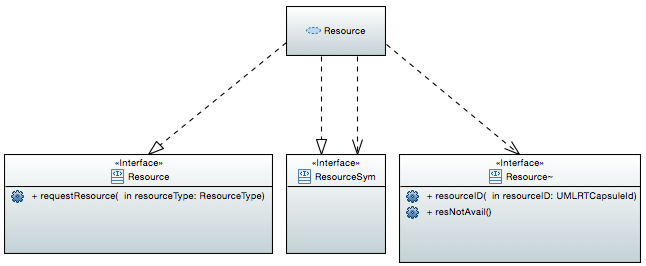 Resource
«Interface»
Resource
+ requestResource( in resourceType: ResourceType)
«Interface»
ResourceSym
«Interface»
Resource~
+ resourceID( in resourceID: UMLRTCapsuleId)
+ resNotAvail()